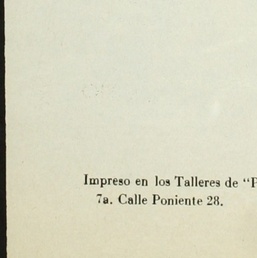 Impreso en los Talleres de “
7a. Calle Poniente 28.